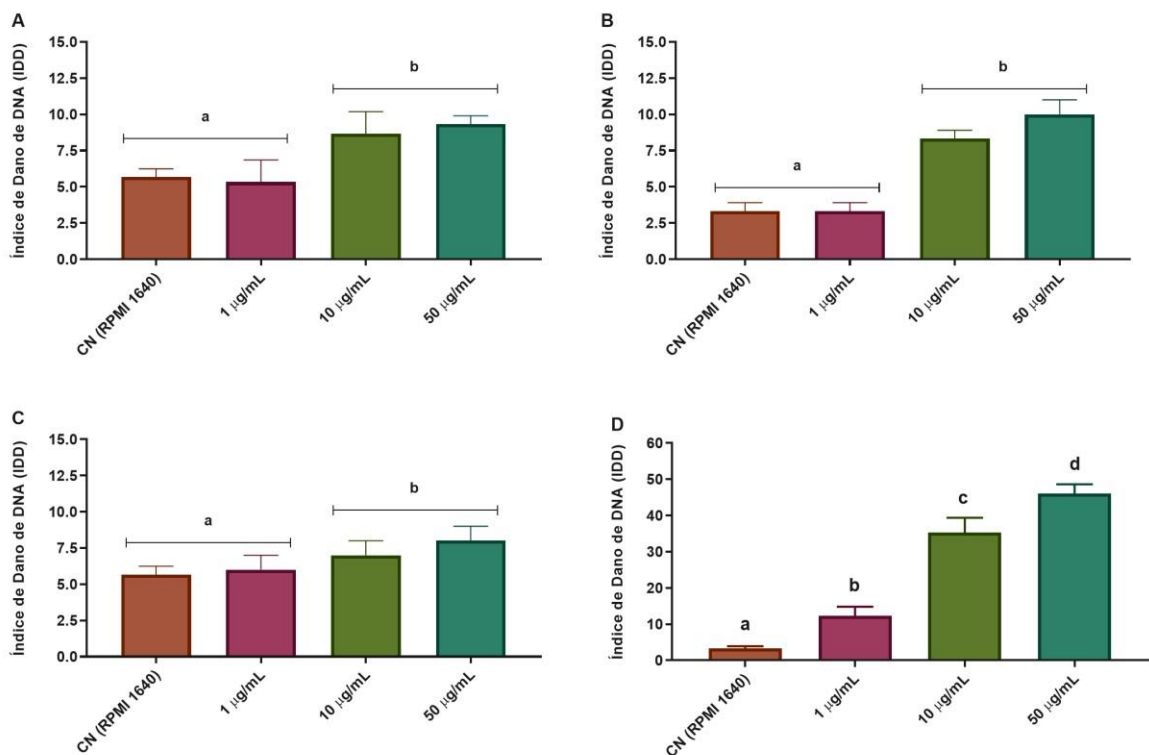 A
Índice de Dano de DNA (IDD)
15.0
12.5
10.0
7.5
5.0
2.5
0.0
a
b
CN (RPMI 1640)
1 µg/mL
10 µg/mL
50 µg/mL
B
Índice de Dano de DNA (IDD)
15.0
12.5
10.0
7.5
5.0
2.5
0.0
a
b
CN (RPMI 1640)
1 µg/mL
10 µg/mL
50 µg/mL
C
Índice de Dano de DNA (IDD)
15.0
12.5
10.0
7.5
5.0
2.5
0.0
a
b
CN (RPMI 1640)
1 µg/mL
10 µg/mL
50 µg/mL
D
Índice de Dano de DNA (IDD)
60
50
40
30
20
10
0
a
b
c
d
CN (RPMI 1640)
1 µg/mL
10 µg/mL
50 µg/mL